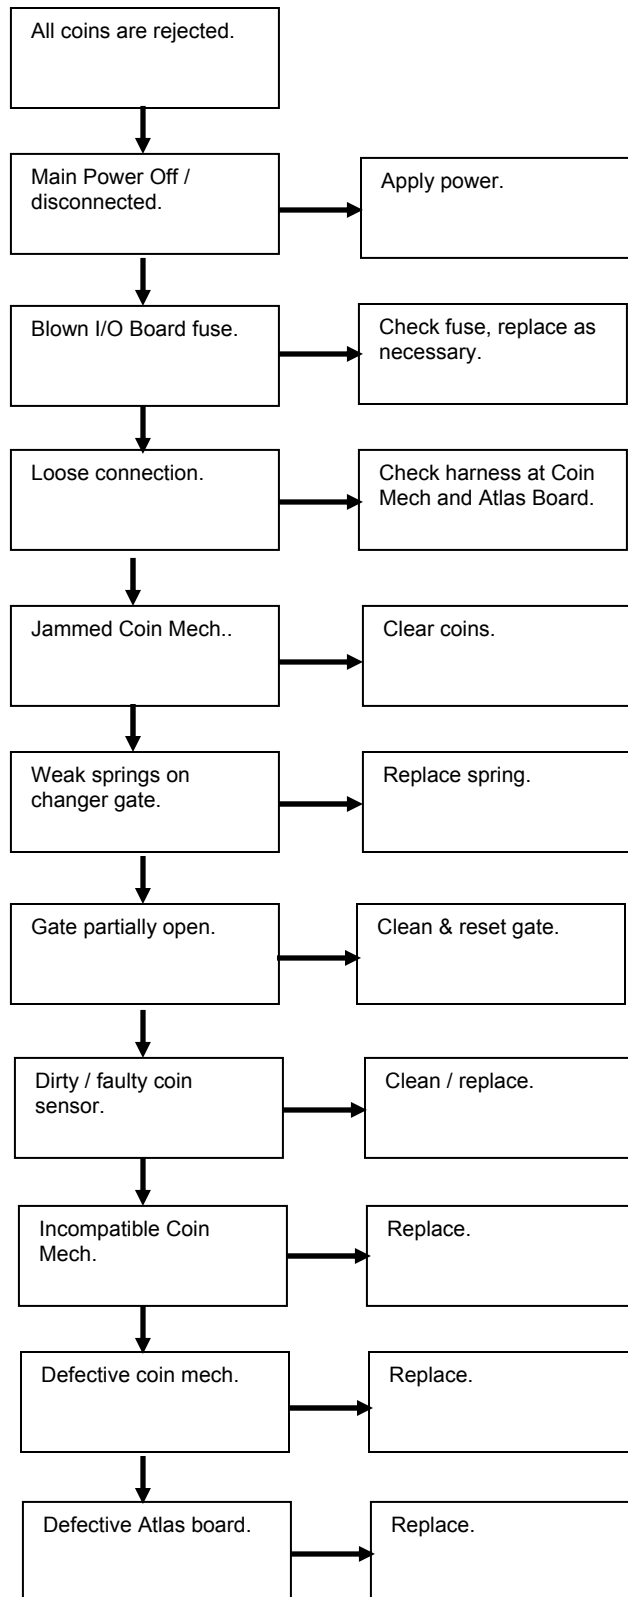 All coins are rejected.
Main Power Off /
disconnected.
Apply power.
Blown I/O Board fuse.
Check fuse, replace as
necessary.
Loose connection.
Check harness at Coin
Mech and Atlas Board.
Jammed Coin Mech..
Clear coins.
Weak springs on
changer gate.
Replace spring.
Gate partially open.
Clean & reset gate.
Dirty / faulty coin
sensor.
Clean / replace.
Incompatible Coin
Mech.
Replace.
Defective coin mech.
Replace.
Defective Atlas board.
Replace.